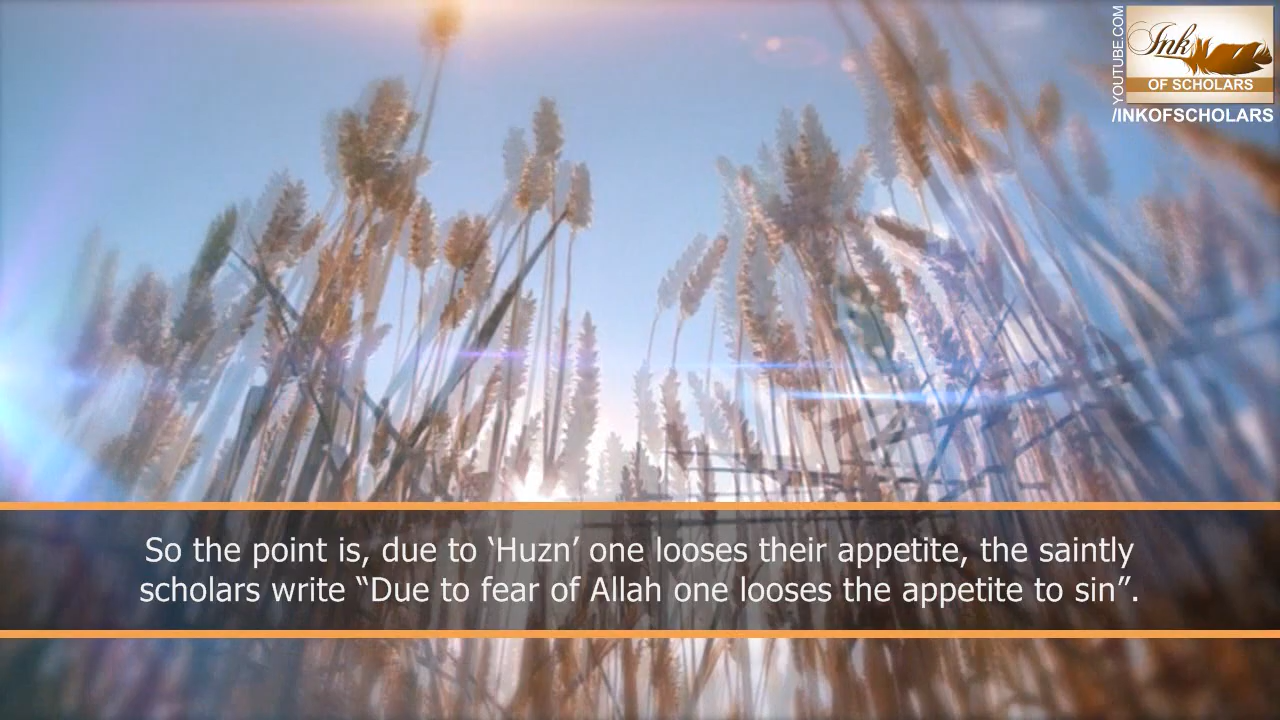 YOUTUBE.COM
Ink
OF SCHOLARS
/INKOFSCHOLARS
So the point is, due to ‘Huzn’ one looses their appetite, the saintly
scholars write “Due to fear of Allah one looses the appetite to sin”.